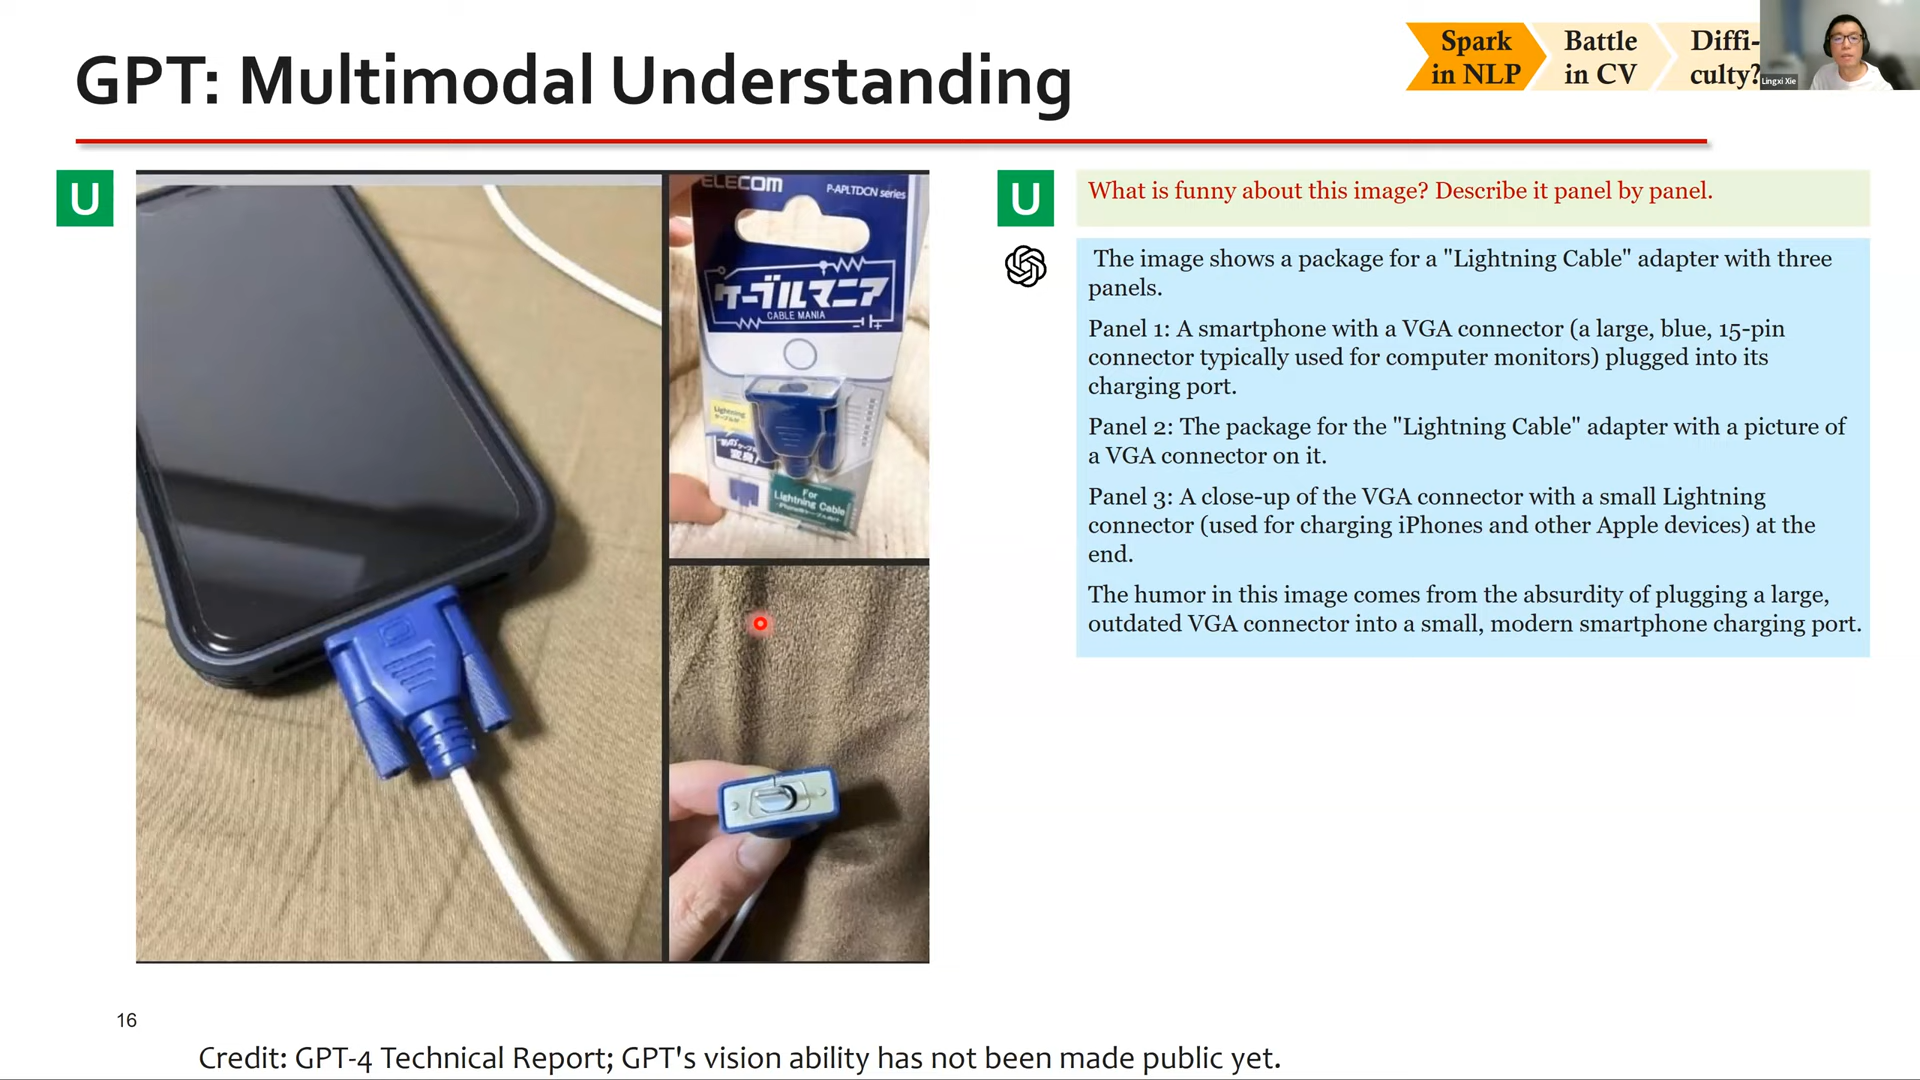 GPT: Multimodal Understanding
Spark
in NLP
Battle
in CV
Diffi-
culty?
Lingxi Xie
U
ELECOM
P-APLTDCN series
ケーブルマニア
CABLE MANIA
Lightning
変身!
For
Lightning Cable
U
What is funny about this image? Describe it panel by panel.
The image shows a package for a "Lightning Cable" adapter with three
panels.
Panel 1: A smartphone with a VGA connector (a large, blue, 15-pin
connector typically used for computer monitors) plugged into its
charging port.
Panel 2: The package for the "Lightning Cable" adapter with a picture of
a VGA connector on it.
Panel 3: A close-up of the VGA connector with a small Lightning
connector (used for charging iPhones and other Apple devices) at the
end.
The humor in this image comes from the absurdity of plugging a large,
outdated VGA connector into a small, modern smartphone charging port.
16
Credit: GPT-4 Technical Report; GPT's vision ability has not been made public yet.